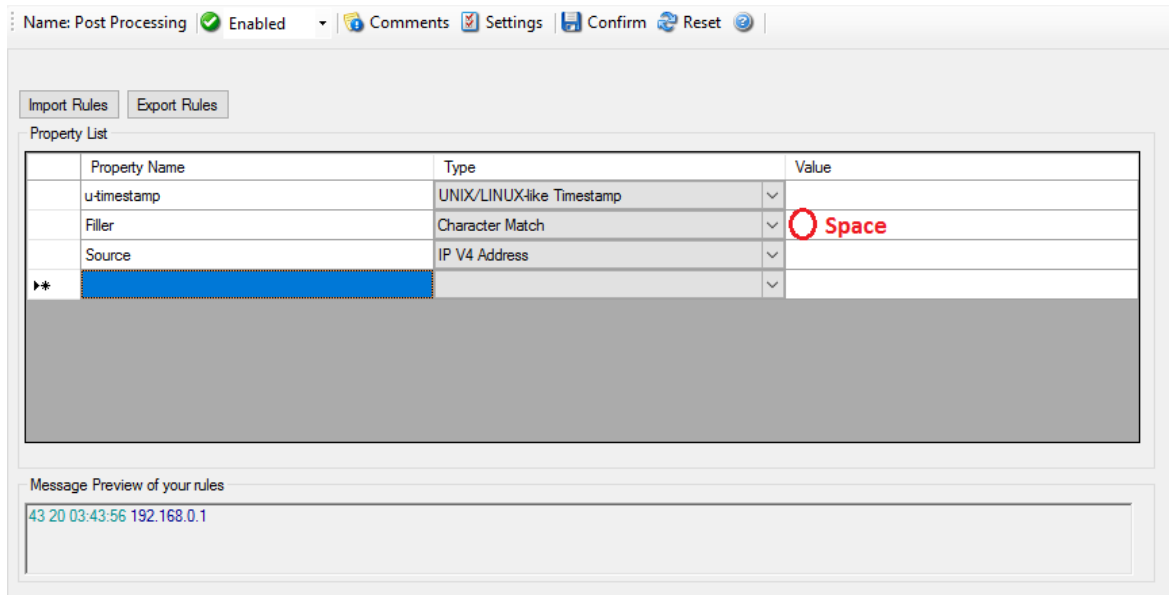 Name: Post Processing Enabled Comments Settings Confirm Reset
Import Rules Export Rules
Property List
Property Name Type Value
u-timestamp UNIX/LINUX-like Timestamp
Filler Character Match Space
Source IP V4 Address
Message Preview of your rules
43 20 03:43:56 192.168.0.1